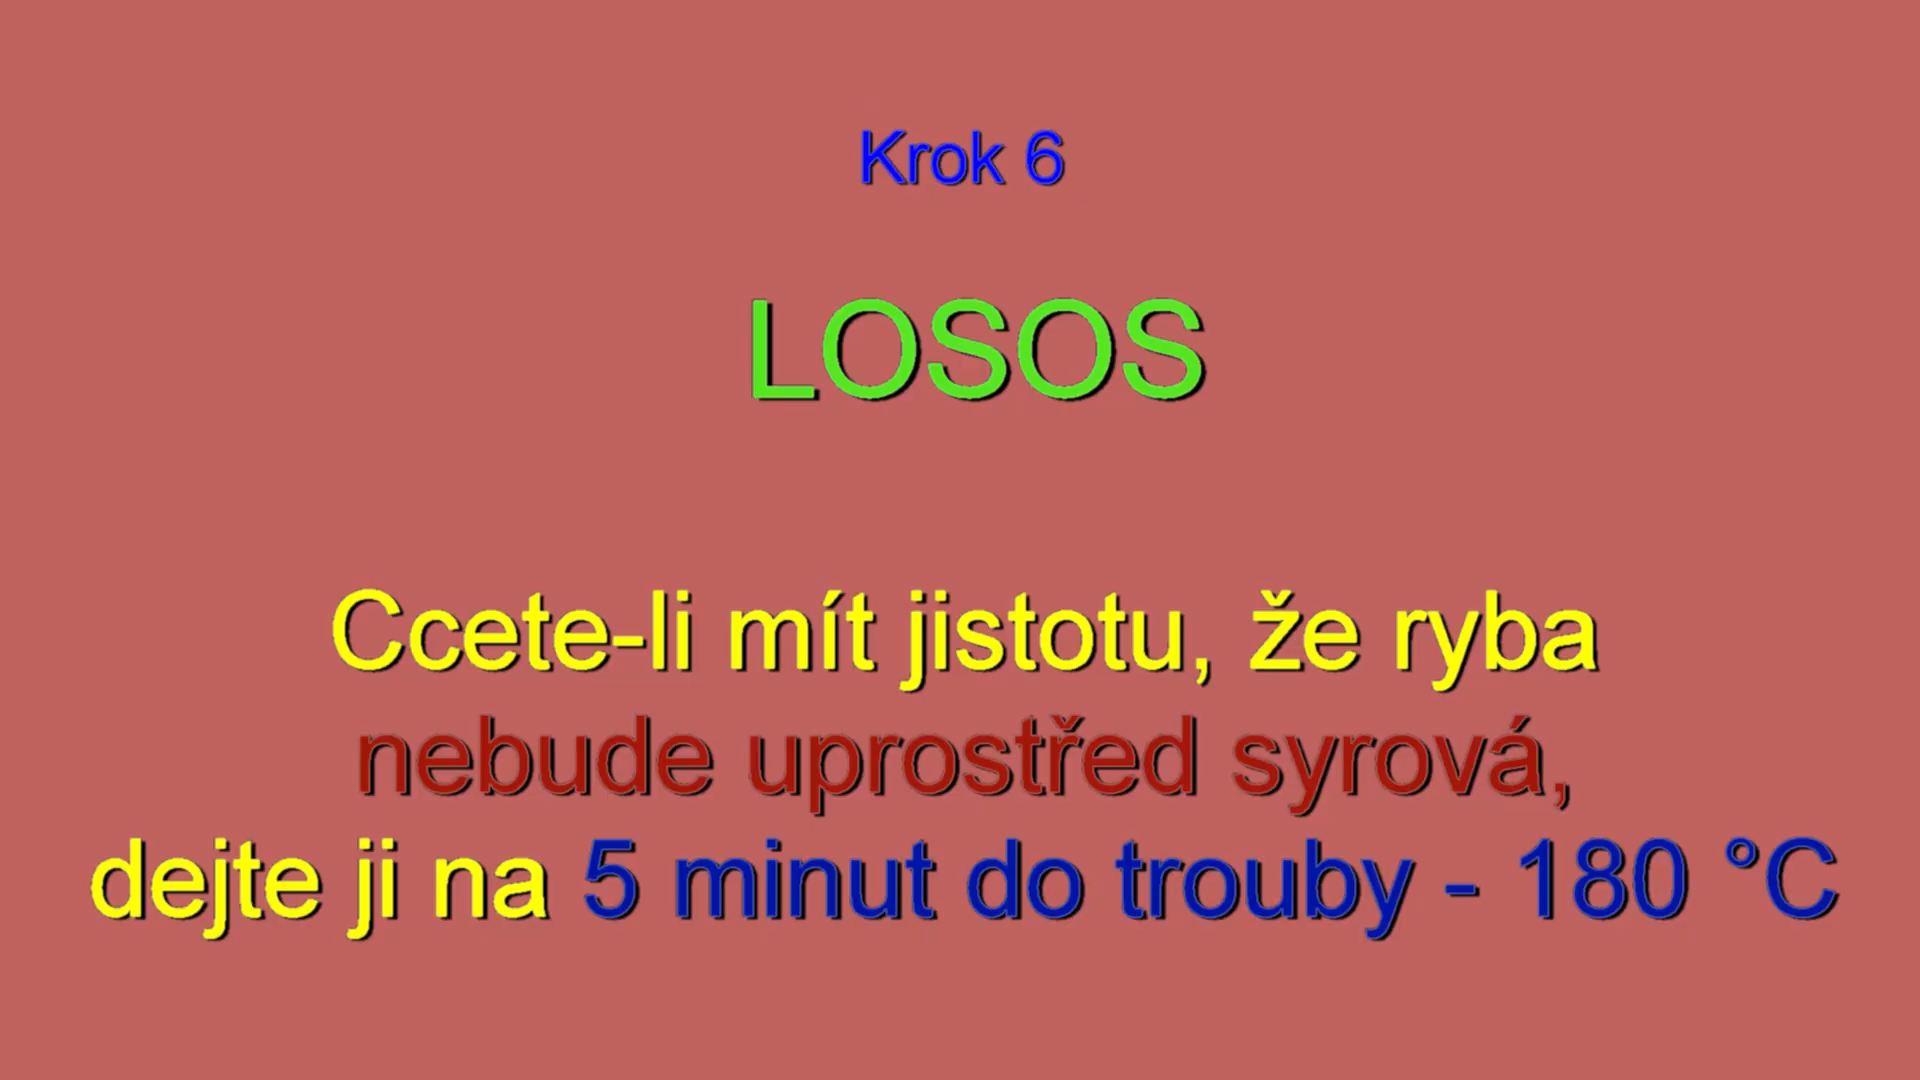 Krok 6
LOSOS
Ccete-li mít jistotu, že ryba
nebude uprostřed syrová,
dejte ji na 5 minut do trouby - 180 °C